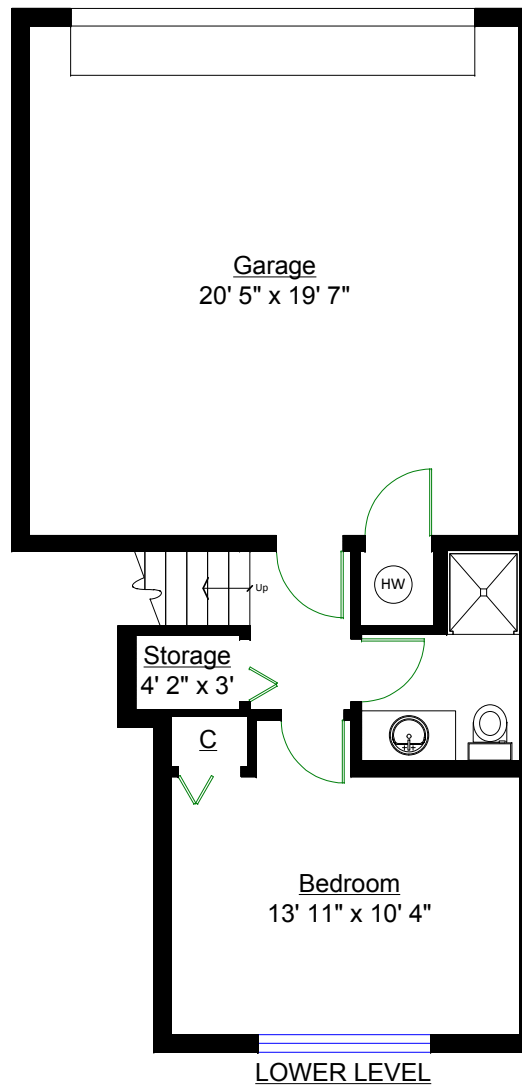 Garage
20' 5" x 19' 7"
HW
Up
Storage
4' 2" x 3'
C
Bedroom
13' 11" x 10' 4"
LOWER LEVEL